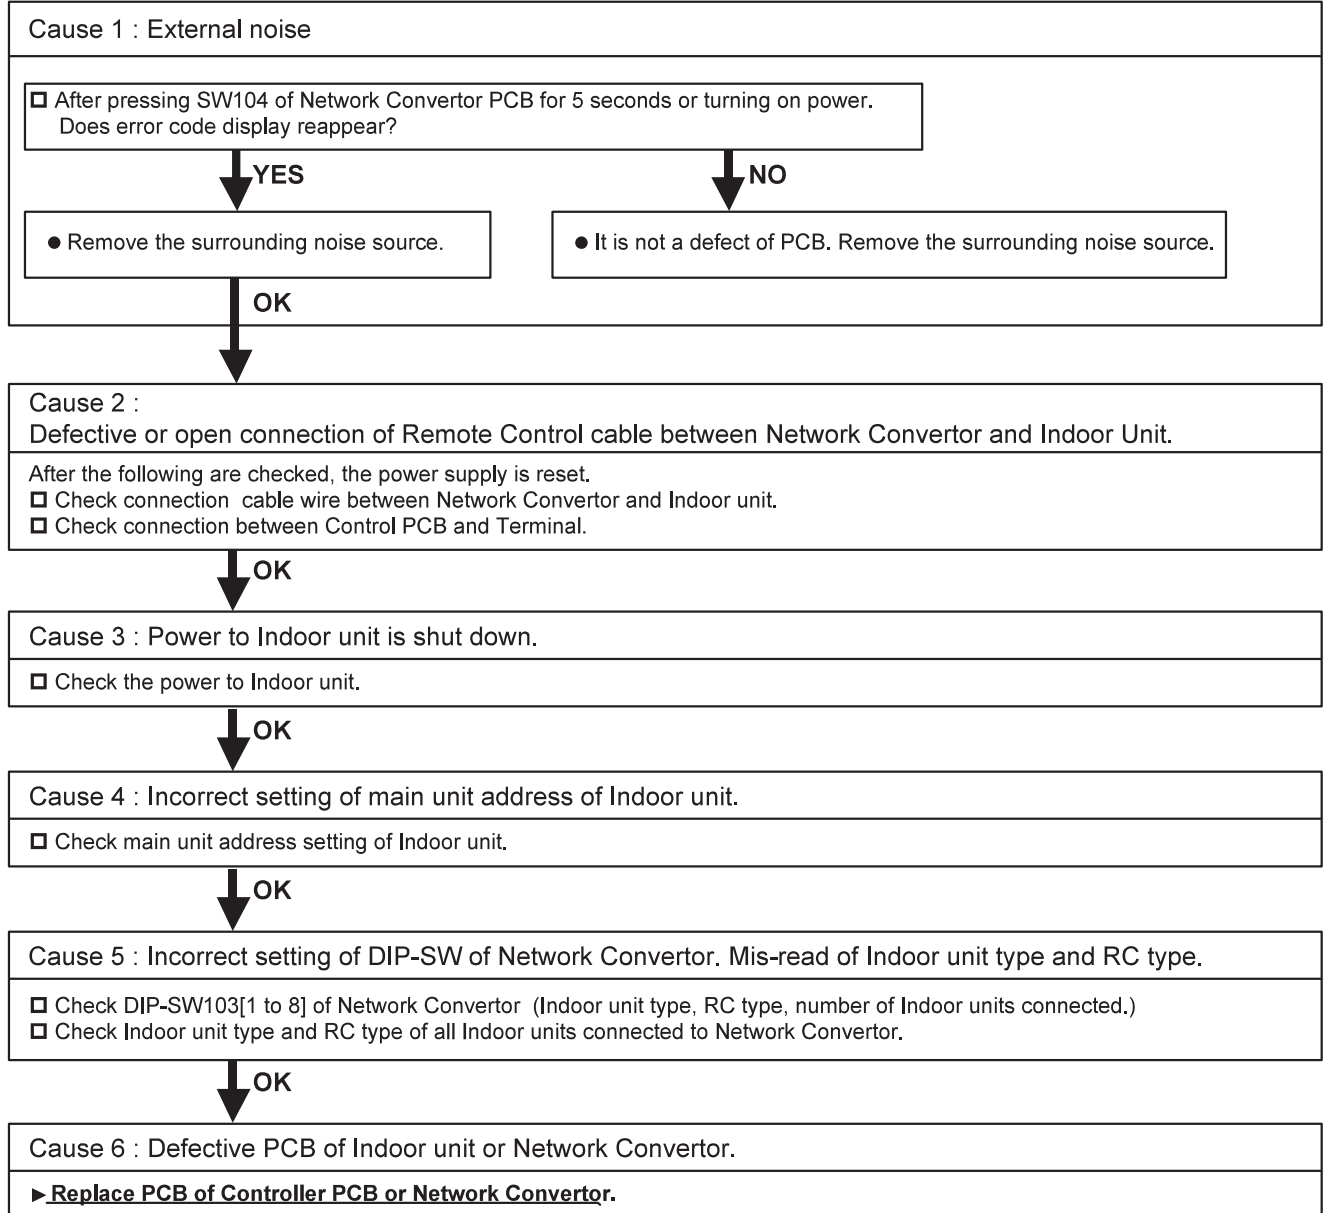 Cause 1 : External noise
☐ After pressing SW104 of Network Convertor PCB for 5 seconds or turning on power.
Does error code display reappear?
YES
NO
● Remove the surrounding noise source.
● It is not a defect of PCB. Remove the surrounding noise source.
OK
Cause 2 :
Defective or open connection of Remote Control cable between Network Convertor and Indoor Unit.
After the following are checked, the power supply is reset.
☐ Check connection cable wire between Network Convertor and Indoor unit.
☐ Check connection between Control PCB and Terminal.
OK
Cause 3 : Power to Indoor unit is shut down.
☐ Check the power to Indoor unit.
OK
Cause 4 : Incorrect setting of main unit address of Indoor unit.
☐ Check main unit address setting of Indoor unit.
OK
Cause 5 : Incorrect setting of DIP-SW of Network Convertor. Mis-read of Indoor unit type and RC type.
☐ Check DIP-SW103[1 to 8] of Network Convertor (Indoor unit type, RC type, number of Indoor units connected.)
☐ Check Indoor unit type and RC type of all Indoor units connected to Network Convertor.
OK
Cause 6 : Defective PCB of Indoor unit or Network Convertor.
► Replace PCB of Controller PCB or Network Convertor.